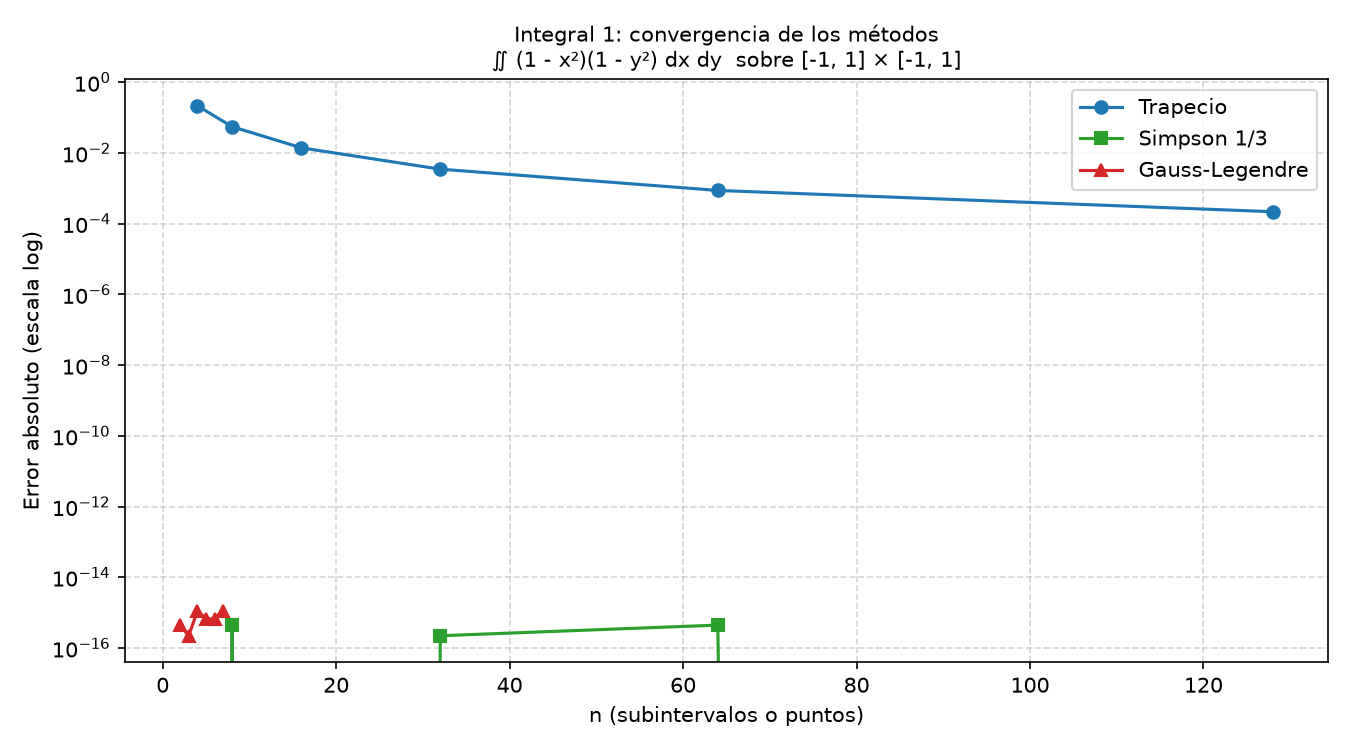 Integral 1: convergencia de los métodos
∬ (1 - x²)(1 - y²) dx dy  sobre [-1, 1] × [-1, 1]
Trapecio
Simpson 1/3
Gauss-Legendre
Error absoluto (escala log)
10⁰
10⁻²
10⁻⁴
10⁻⁶
10⁻⁸
10⁻¹⁰
10⁻¹²
10⁻¹⁴
10⁻¹⁶
0 20 40 60 80 100 120
n (subintervalos o puntos)